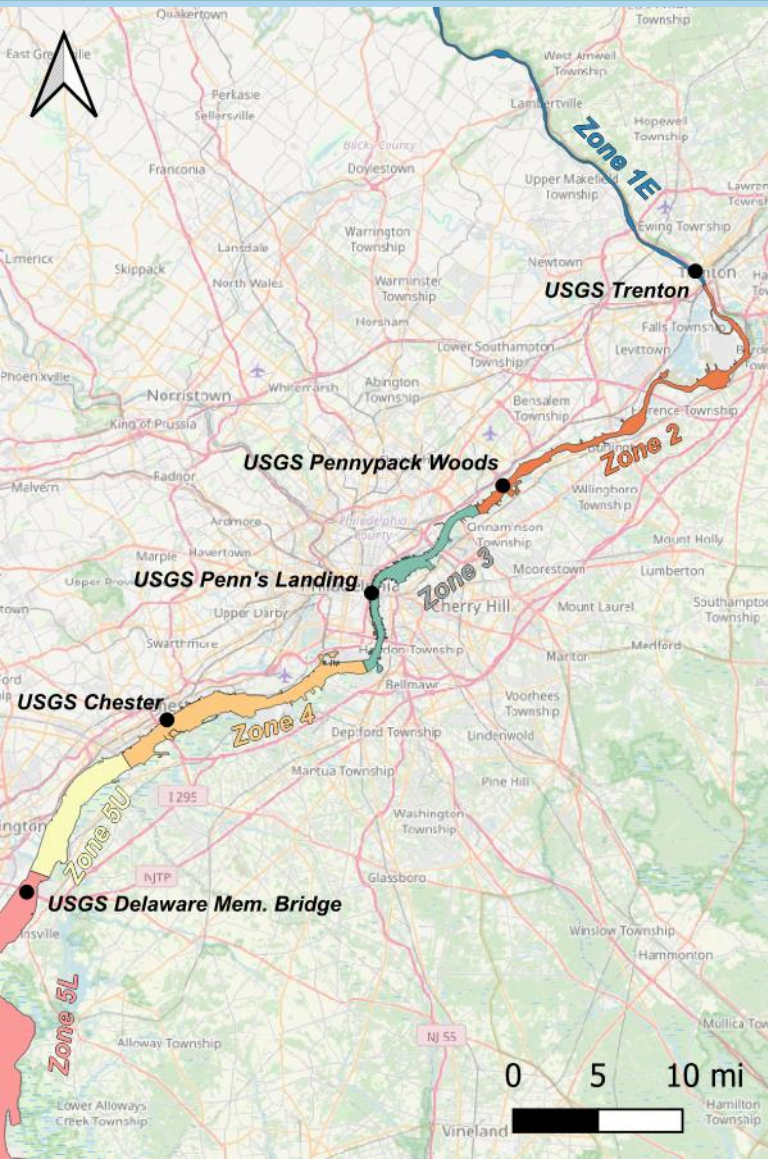 Quakertown
Township
West Amwell
Township
Perkasie
Sellersville
Lambertville
Zone 1E
Hopewell
Township
Bucks County
Doylestown
Franconia
Upper Makefield
Township
Warrington
Township
Ewing Township
Limerick
Lansdale
Skippack
Newtown
North Wales
Warminster
Township
USGS Trenton
Horsham
Falls Township
Lower Southampton
Township
Levittown
Phoenixville
Whitemarsh
Abington
Township
Norristown
Bensalem
Township
Florence Township
King of Prussia
Zone 2
USGS Pennypack Woods
Malvern
Radnor
Willingboro
Township
Philadelphia
County
Ardmore
Cinnaminson
Township
Mount Holly
Marple
Havertown
Zone 3
Moorestown
Lumberton
USGS Penn's Landing
Cherry Hill
Mount Laurel
Southampton
Township
Upper Darby
Swarthmore
Haddon Township
Medford
Marlton
Bellmawr
USGS Chester
Zone 4
Voorhees
Township
Deptford Township
Lindenwold
Mantua Township
Pine Hill
I 295
Zone 5U
Washington
Township
NJTP
Glassboro
USGS Delaware Mem. Bridge
nsville
Winslow Township
Hammonton
Zone 5L
Mullica Tow
NJ 55
Alloway Township
0 5 10 mi
Lower Alloways
Creek Township
Hamilton
Township
Vineland